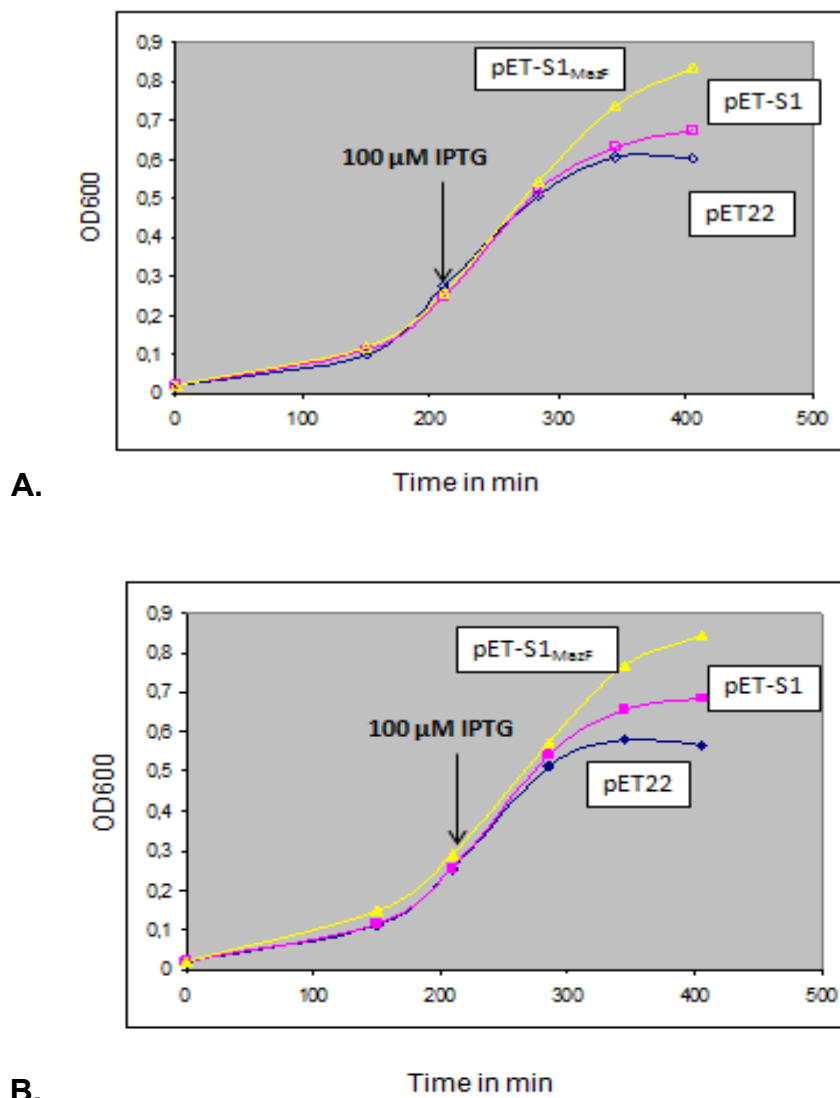 0,9
0,8
0,7
0,6
0,5
0,4
0,3
0,2
0,1
0
OD600
pET-S1MazF
pET-S1
100 µM IPTG
pET22
0
100
200
300
400
500
A.
Time in min
0,9
0,8
0,7
0,6
0,5
0,4
0,3
0,2
0,1
0
OD600
pET-S1MazF
pET-S1
100 µM IPTG
pET22
0
100
200
300
400
500
Time in min
B.